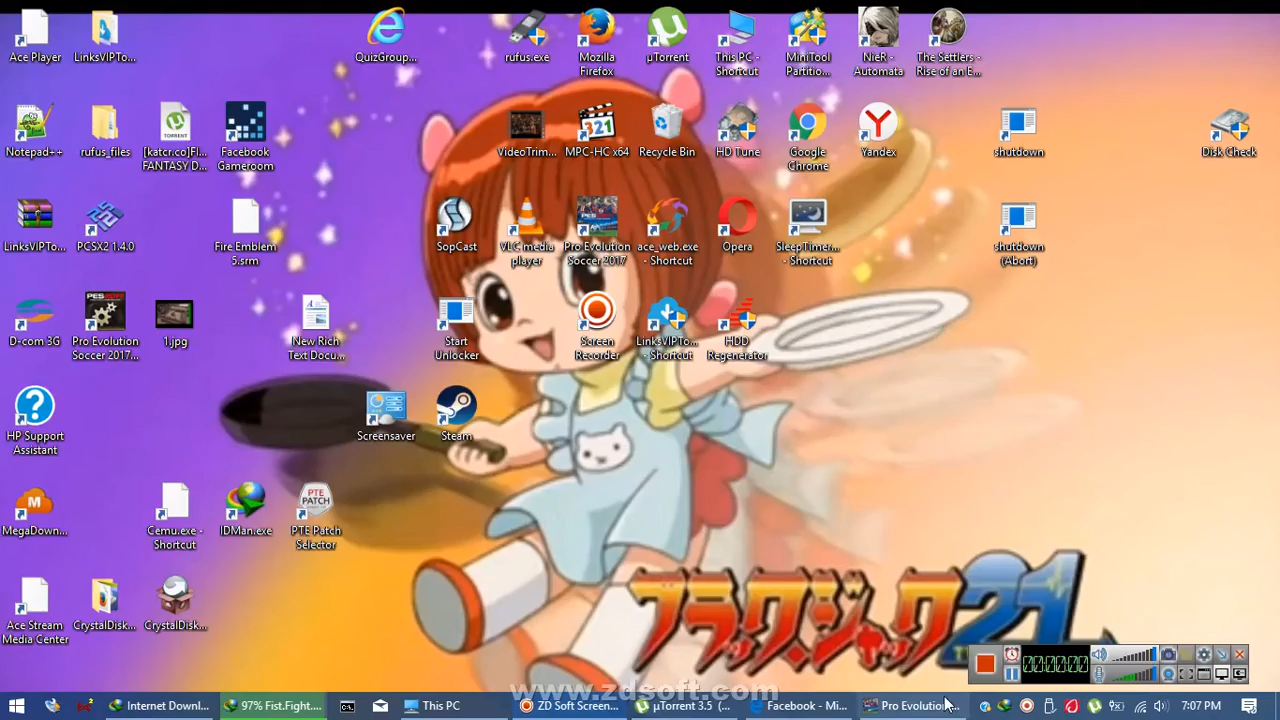 Ace Player
LinksVIPTo...
QuizGroup...
rufus.exe
Mozilla
Firefox
µTorrent
This PC -
Shortcut
MiniTool
Partitio...
NieR -
Automata
The Settlers -
Rise of an E...
Notepad++
rufus_files
TORRENT
[katcr.co]FI...
FANTASY D...
Facebook
Gameroom
VideoTrim...
321
MPC-HC x64
Recycle Bin
HD Tune
Google
Chrome
Yandex
shutdown
Disk Check
LinksVIPTo...
PCSX2 1.4.0
Fire Emblem
5.srm
SopCast
VLC media
player
Pro Evolution
Soccer 2017
ace_web.exe
- Shortcut
Opera
SleepTimer...
- Shortcut
shutdown
(Abort)
D-com 3G
Pro Evolution
Soccer 2017...
1.jpg
New Rich
Text Docu...
Start
Unlocker
Screen
Recorder
LinksVIPTo...
- Shortcut
HDD
Regenerator
HP Support
Assistant
Screensaver
Steam
MegaDown...
Cemu.exe -
Shortcut
IDMan.exe
PTE
PATCH
PTE Patch
Selector
Ace Stream
Media Center
CrystalDisk...
CrystalDisk...
ブラックジャック21
00:00:00
www.zdsoft.com
Internet Downl...
97% Fist.Fight....
This PC
ZD Soft Screen...
µTorrent 3.5 (...
Facebook - Mi...
Pro Evolution...
7:07 PM